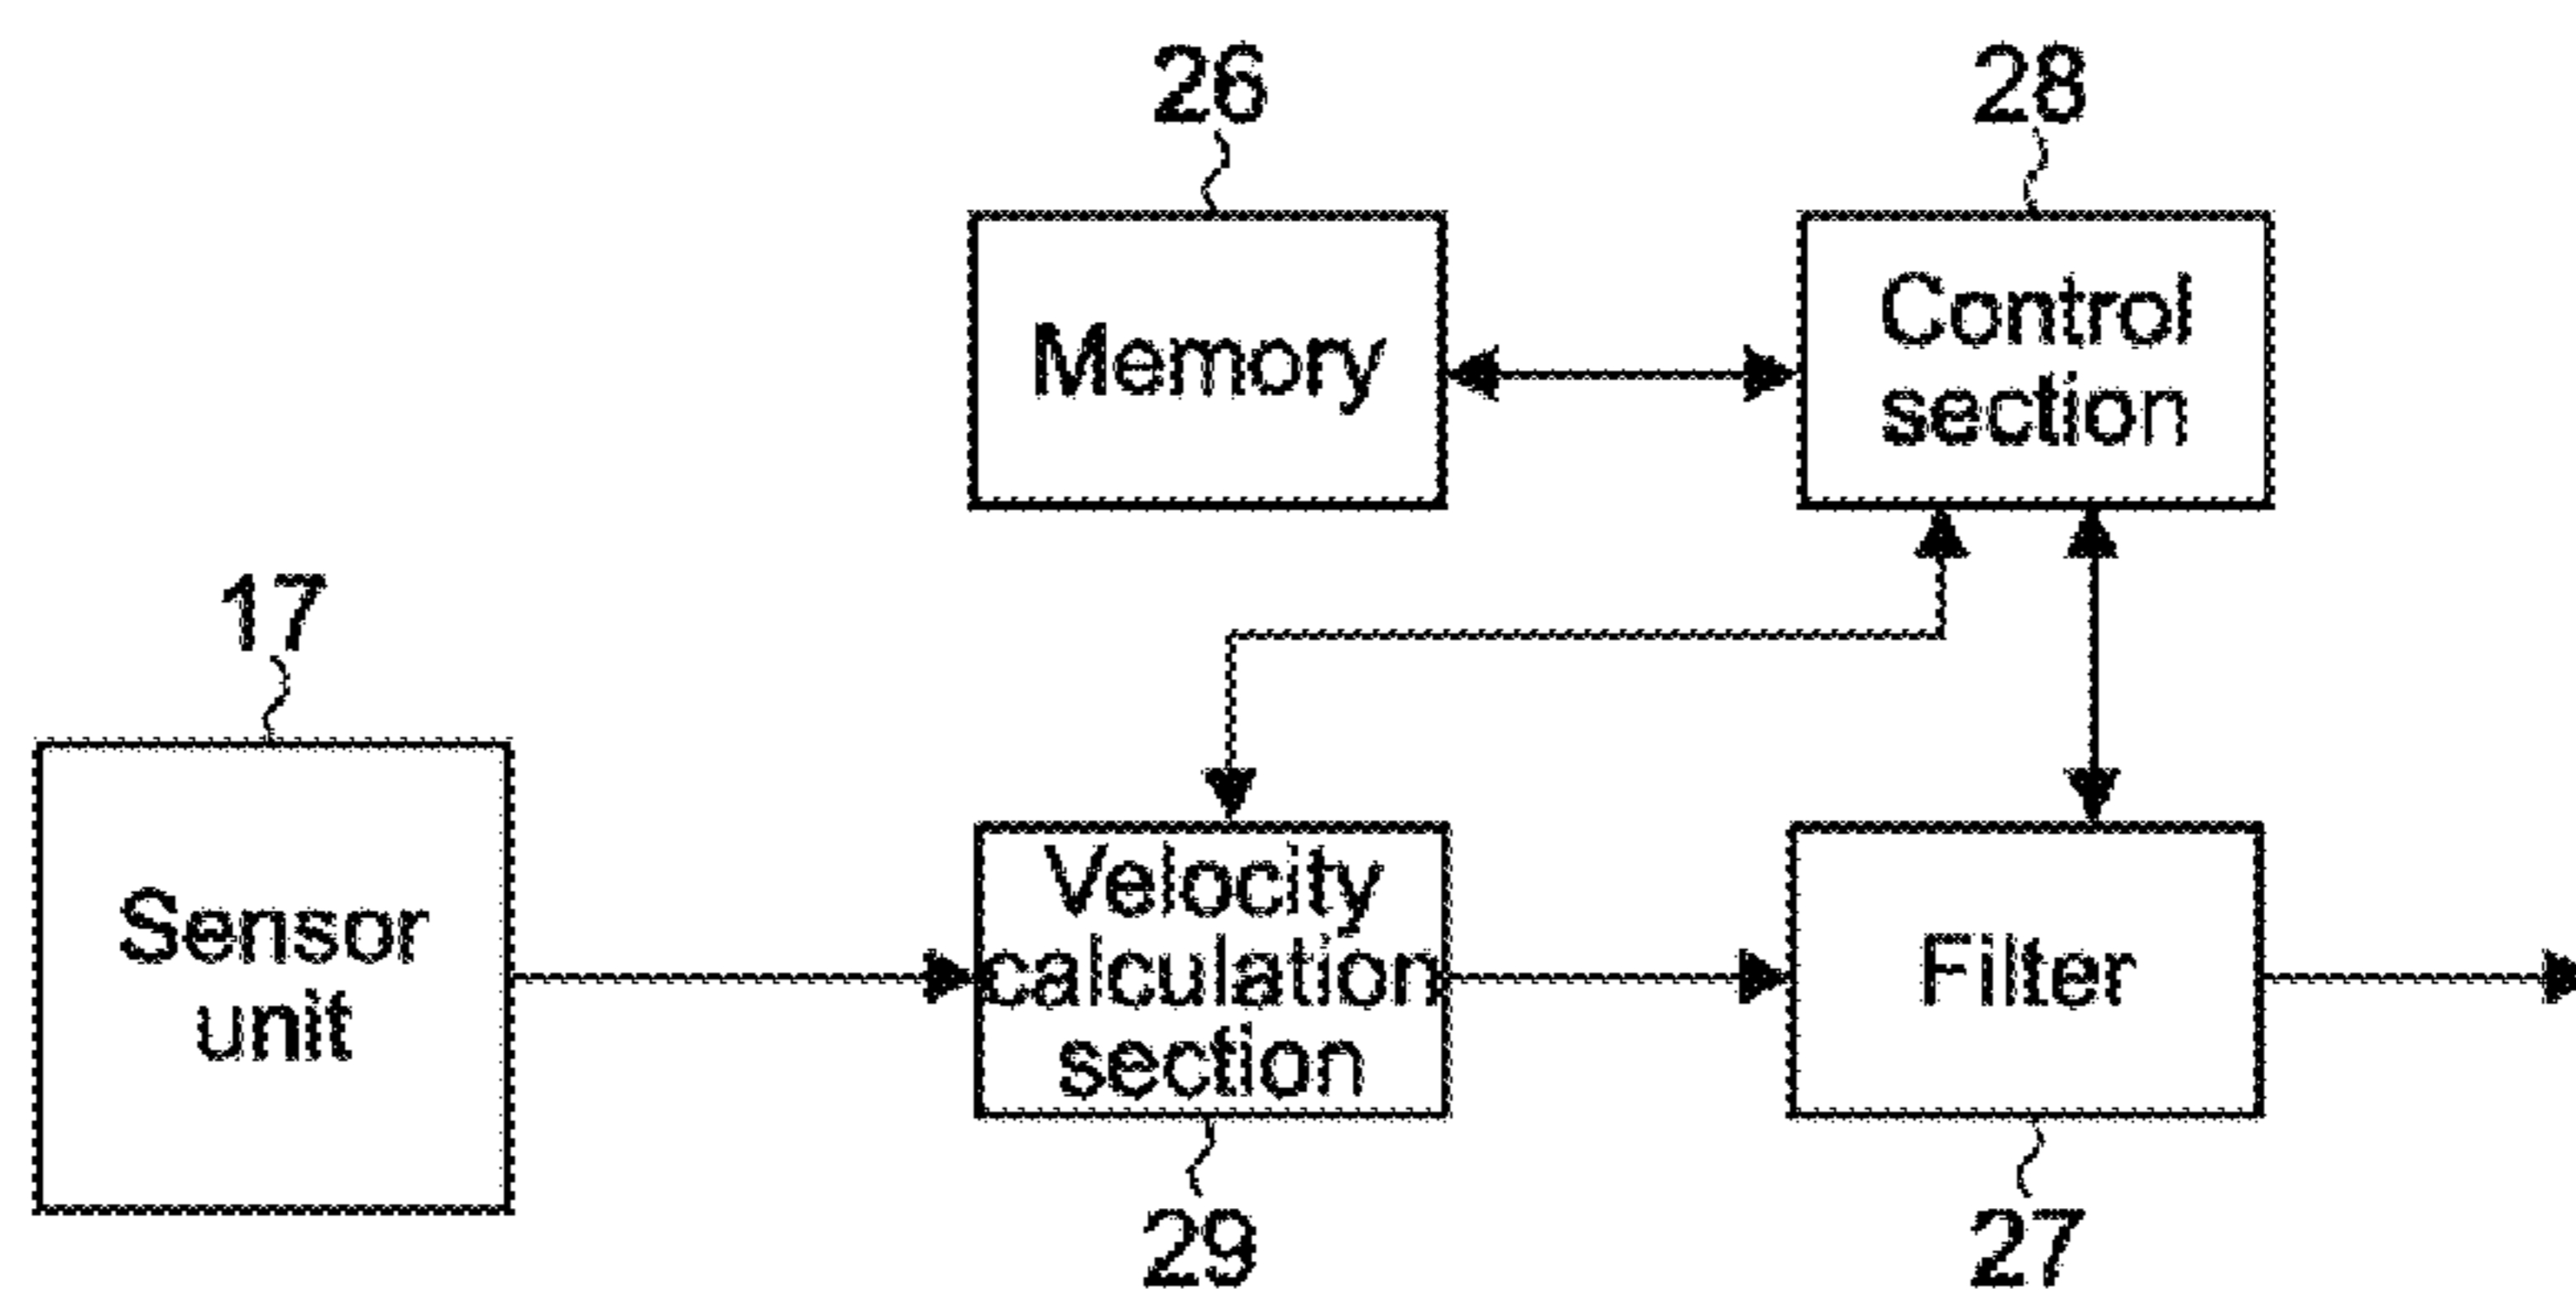 26
28
Memory
Control
section
17
Sensor
unit
Velocity
calculation
section
Filter
29
27